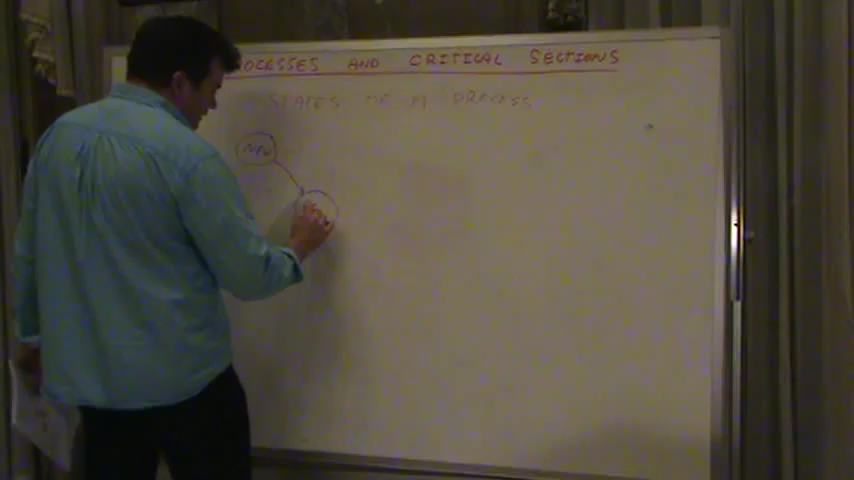 PROCESSES AND CRITICAL SECTIONS
STATES OF A PROCESS
NEW